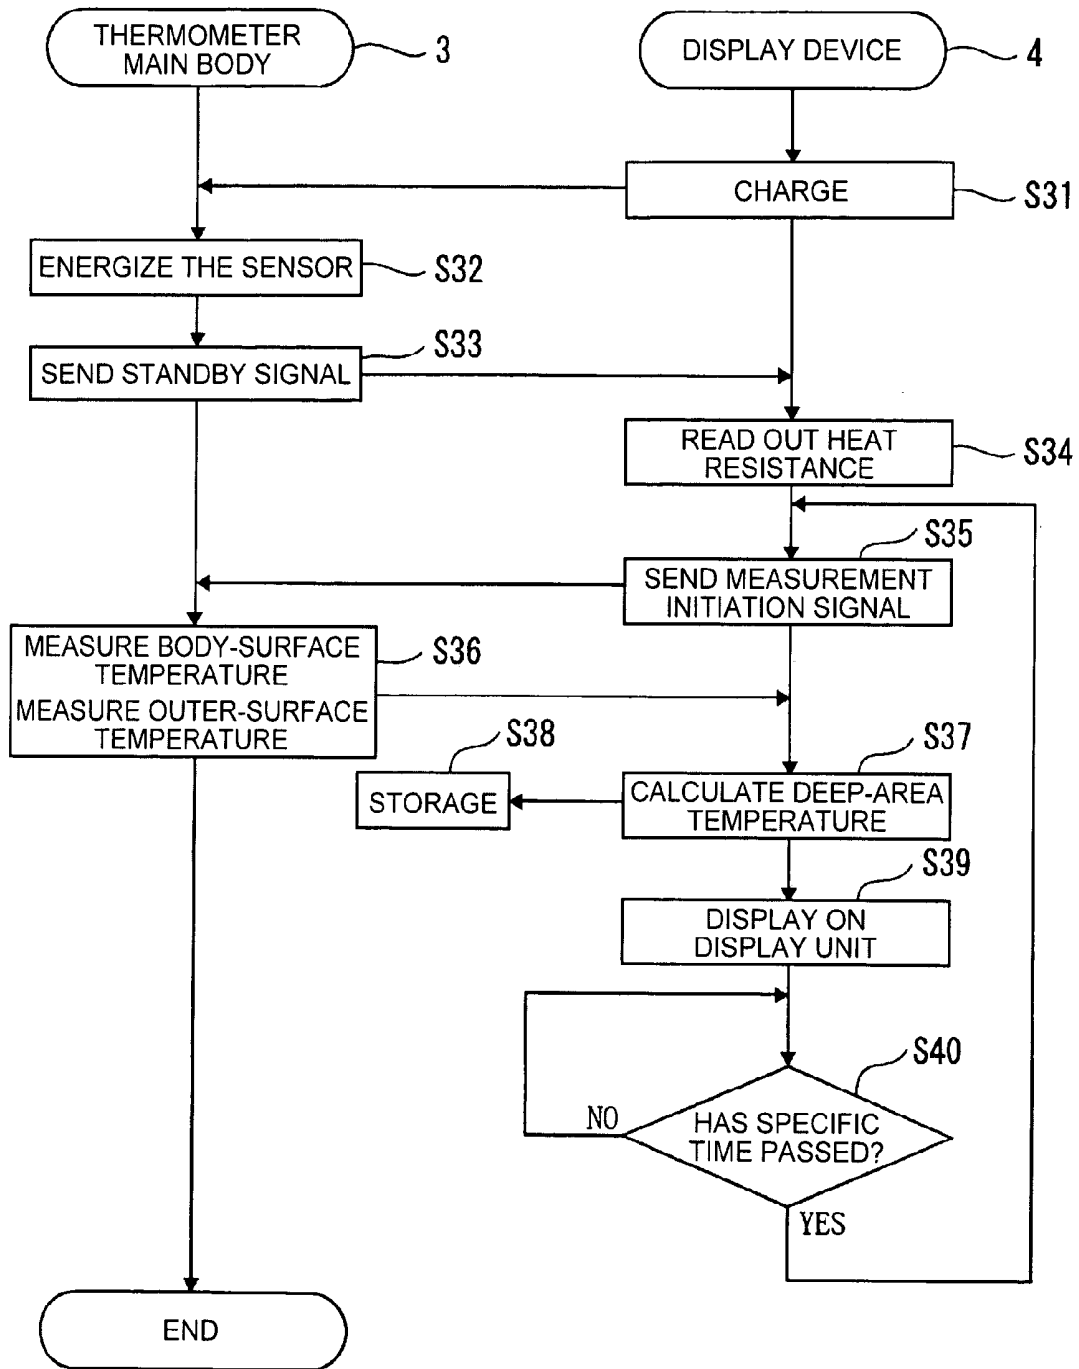 THERMOMETER
MAIN BODY
3
DISPLAY DEVICE
4
CHARGE
S31
ENERGIZE THE SENSOR
S32
SEND STANDBY SIGNAL
S33
READ OUT HEAT
RESISTANCE
S34
SEND MEASUREMENT
INITIATION SIGNAL
S35
MEASURE BODY-SURFACE
TEMPERATURE
MEASURE OUTER-SURFACE
TEMPERATURE
S36
CALCULATE DEEP-AREA
TEMPERATURE
S37
STORAGE
S38
DISPLAY ON
DISPLAY UNIT
S39
HAS SPECIFIC
TIME PASSED?
S40
NO
YES
END